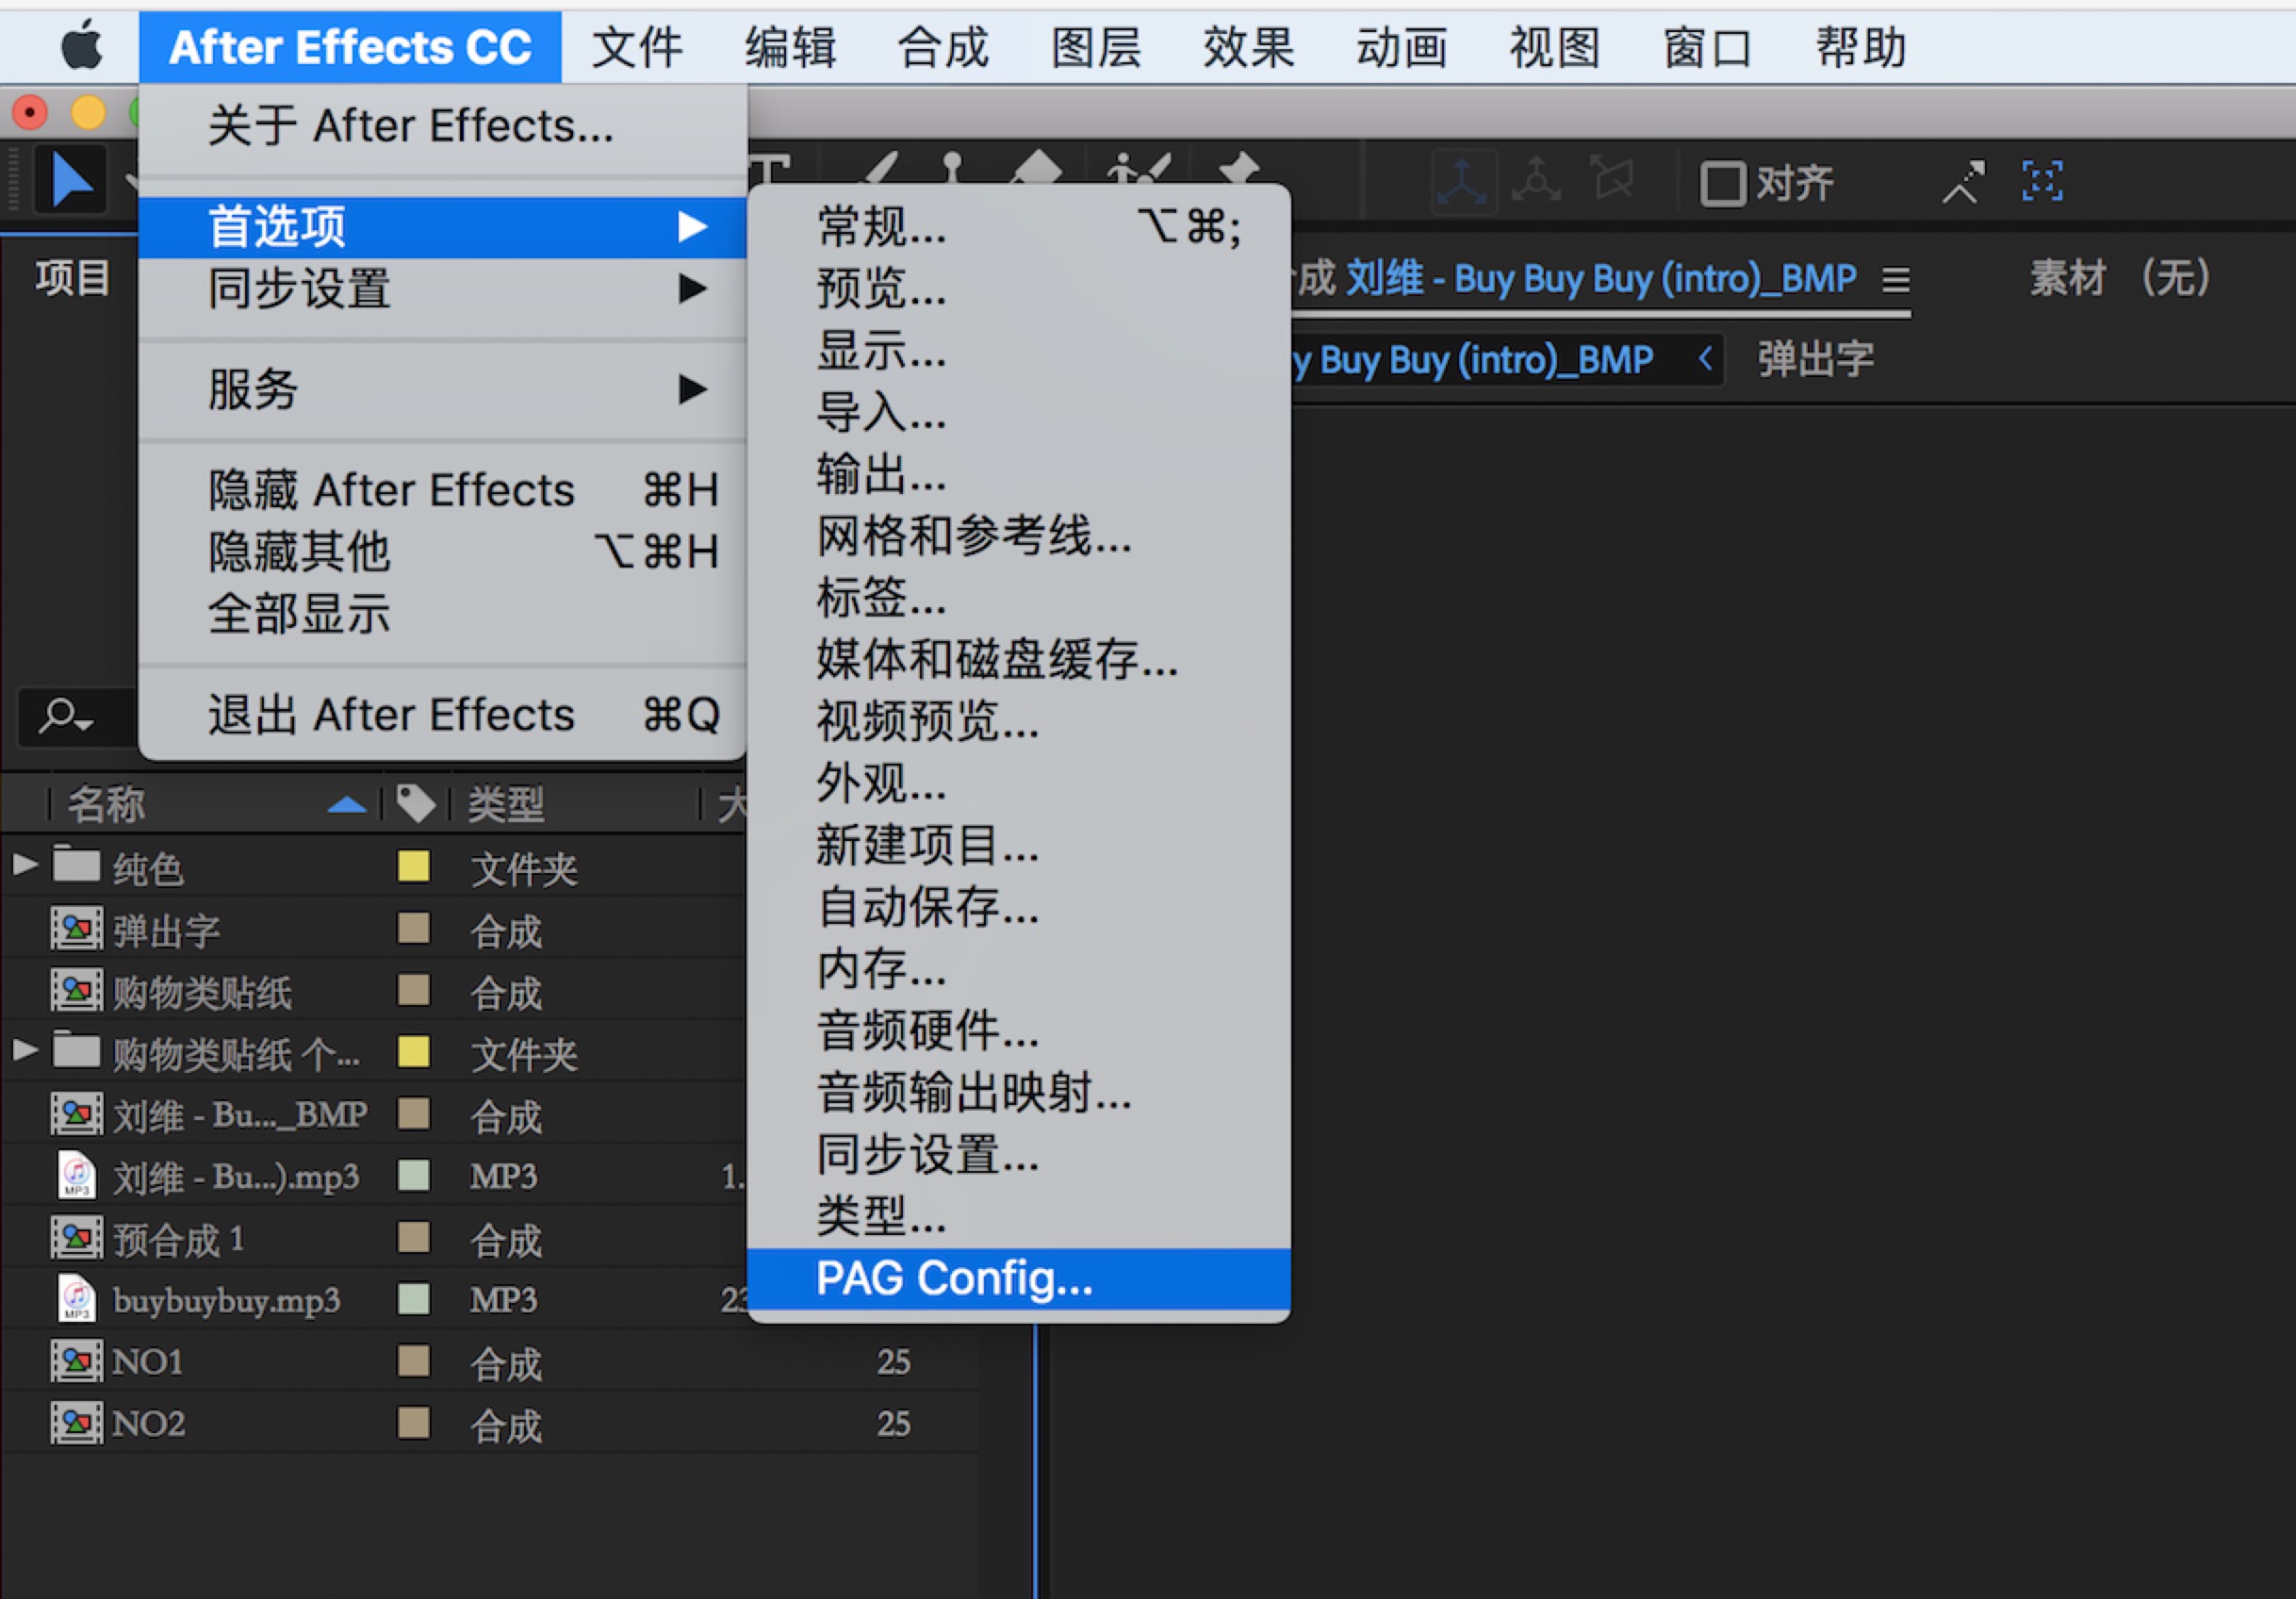 After Effects CC 文件 编辑 合成 图层 效果 动画 视图 窗口 帮助
关于 After Effects...
首选项
同步设置
服务
隐藏 After Effects ⌘H
隐藏其他 ⌥⌘H
全部显示
退出 After Effects ⌘Q
常规... ⌥⌘;
预览...
显示...
导入...
输出...
网格和参考线...
标签...
媒体和磁盘缓存...
视频预览...
外观...
新建项目...
自动保存...
内存...
音频硬件...
音频输出映射...
同步设置...
类型...
PAG Config...
对齐
项目
成 刘维 - Buy Buy Buy (intro)_BMP 素材 （无）
y Buy Buy (intro)_BMP 弹出字
名称 类型 大
纯色 文件夹
弹出字 合成
购物类贴纸 合成
购物类贴纸 个... 文件夹
刘维 - Bu..._BMP 合成
刘维 - Bu...).mp3 MP3 1.
预合成 1 合成
buybuybuy.mp3 MP3 23
NO1 合成 25
NO2 合成 25